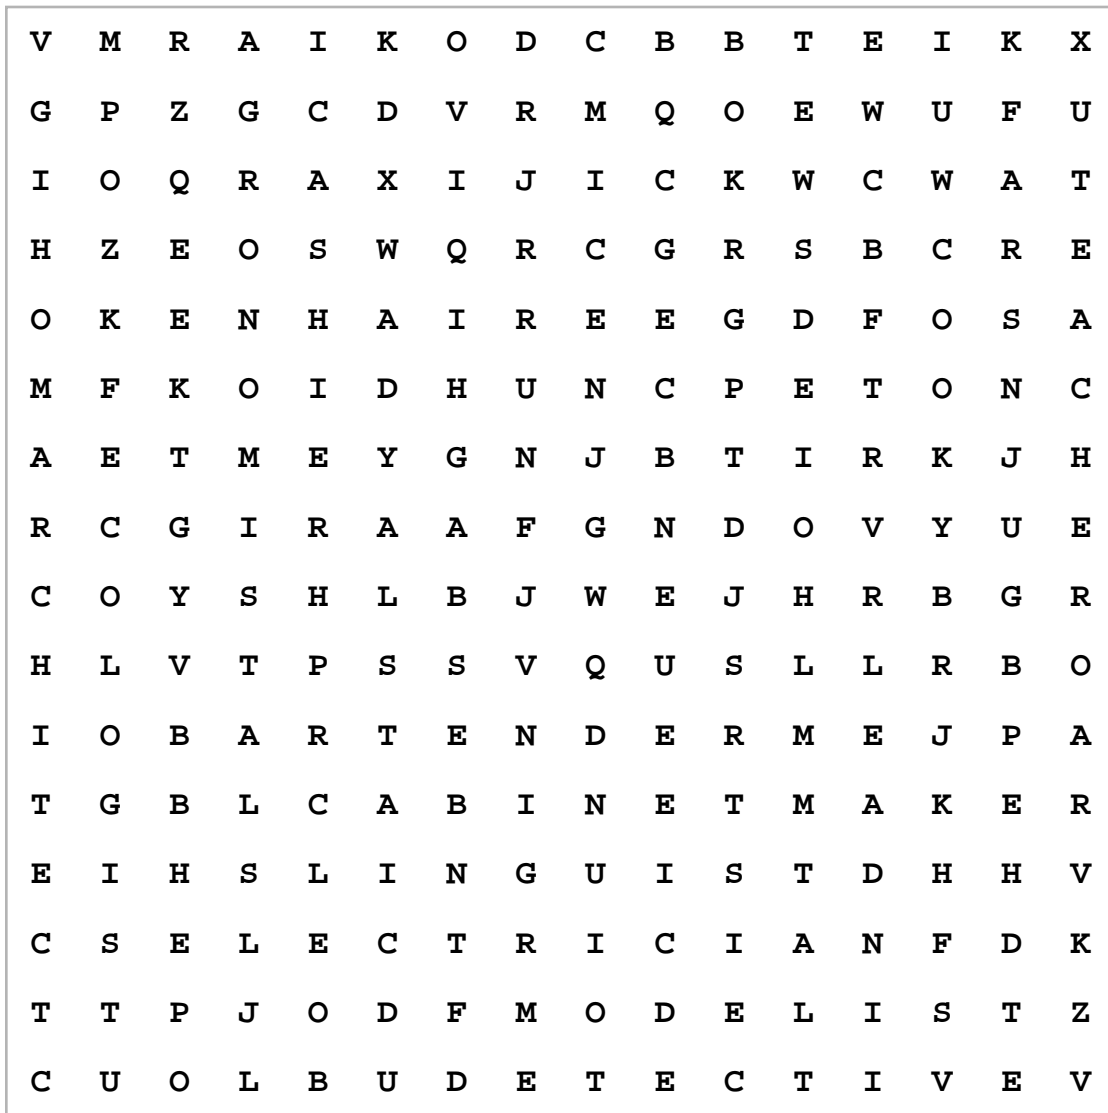 V M R A I K O D C B B T E I K X
G P Z G C D V R M Q O E W U F U
I O Q R A X I J I C K W C W A T
H Z E O S W Q R C G R S B C R E
O K E N H A I R E E G D F O S A
M F K O I D H U N C P E T O N C
A E T M E Y G N J B T I R K J H
R C G I R A A F G N D O V Y U E
C O Y S H L B J W E J H R B G R
H L V T P S S V Q U S L L R B O
I O B A R T E N D E R M E J P A
T G B L C A B I N E T M A K E R
E I H S L I N G U I S T D H H V
C S E L E C T R I C I A N F D K
T T P J O D F M O D E L I S T Z
C U O L B U D E T E C T I V E V